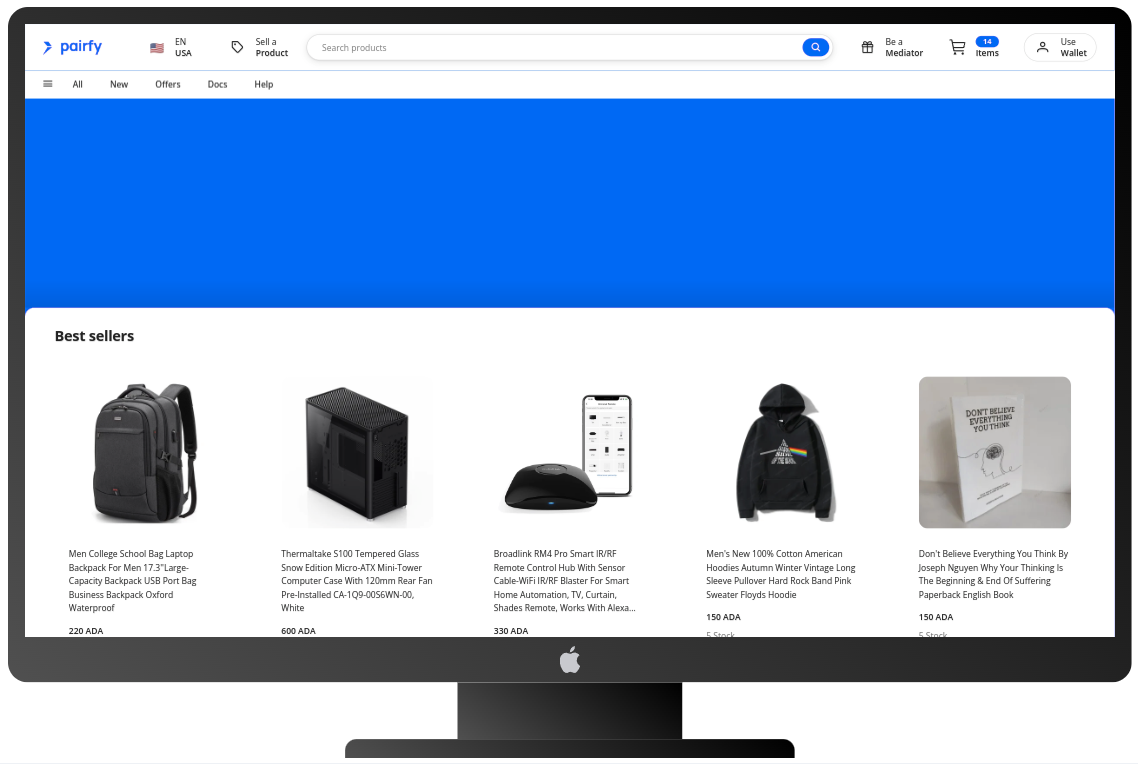 pairfy
EN
USA
Sell a
Product
Search products
Be a
Mediator
14
Items
Use
Wallet
All
New
Offers
Docs
Help
Best sellers
DON'T BELIEVE
EVERYTHING
YOU THINK
Men College School Bag Laptop
Backpack For Men 17.3"Large-
Capacity Backpack USB Port Bag
Business Backpack Oxford
Waterproof
220 ADA
Thermaltake S100 Tempered Glass
Snow Edition Micro-ATX Mini-Tower
Computer Case With 120mm Rear Fan
Pre-Installed CA-1Q9-00S6WN-00,
White
600 ADA
Broadlink RM4 Pro Smart IR/RF
Remote Control Hub With Sensor
Cable-WiFi IR/RF Blaster For Smart
Home Automation, TV, Curtain,
Shades Remote, Works With Alexa...
330 ADA
Men's New 100% Cotton American
Hoodies Autumn Winter Vintage Long
Sleeve Pullover Hard Rock Band Pink
Sweater Floyds Hoodie
150 ADA
5 Stock
Don't Believe Everything You Think By
Joseph Nguyen Why Your Thinking Is
The Beginning & End Of Suffering
Paperback English Book
150 ADA
5 Stock